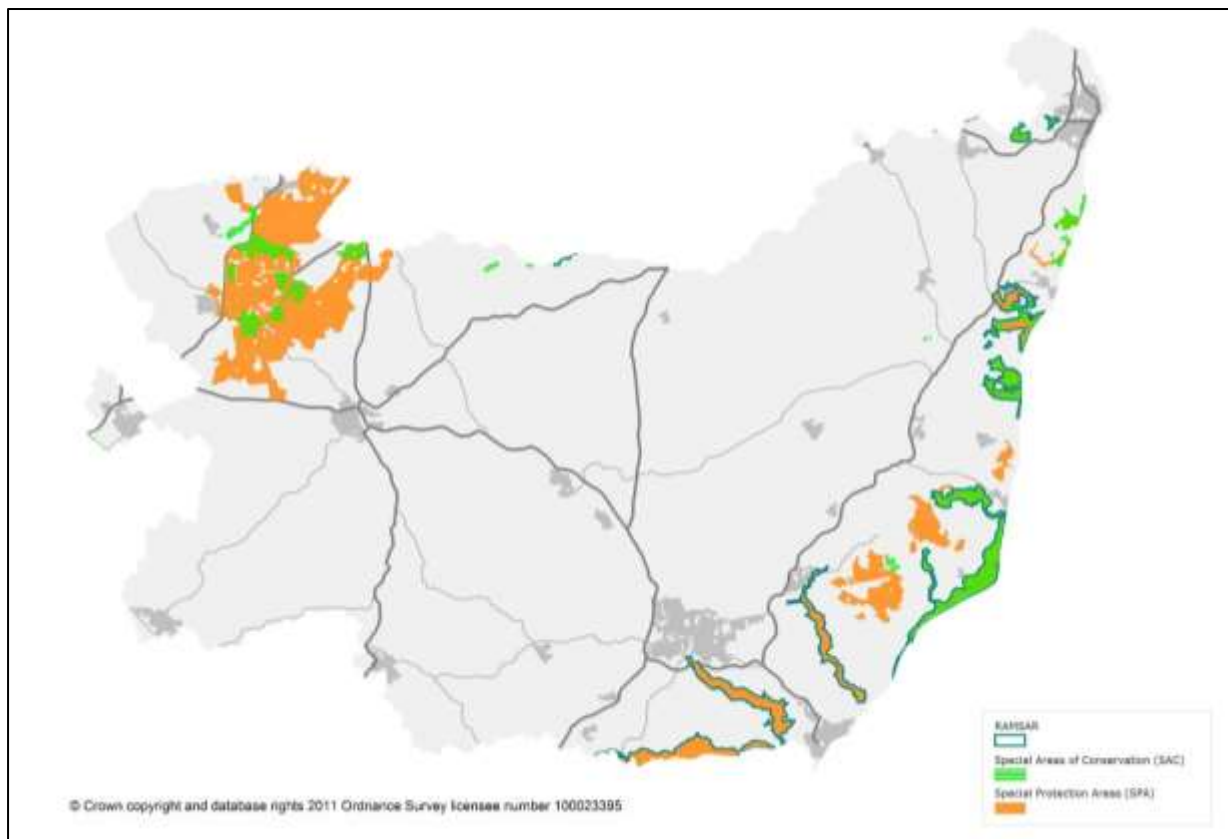 RAMSAR
Special Areas of Conservation (SAC)
Special Protection Areas (SPA)
© Crown copyright and database rights 2011 Ordnance Survey licensee number 100023395